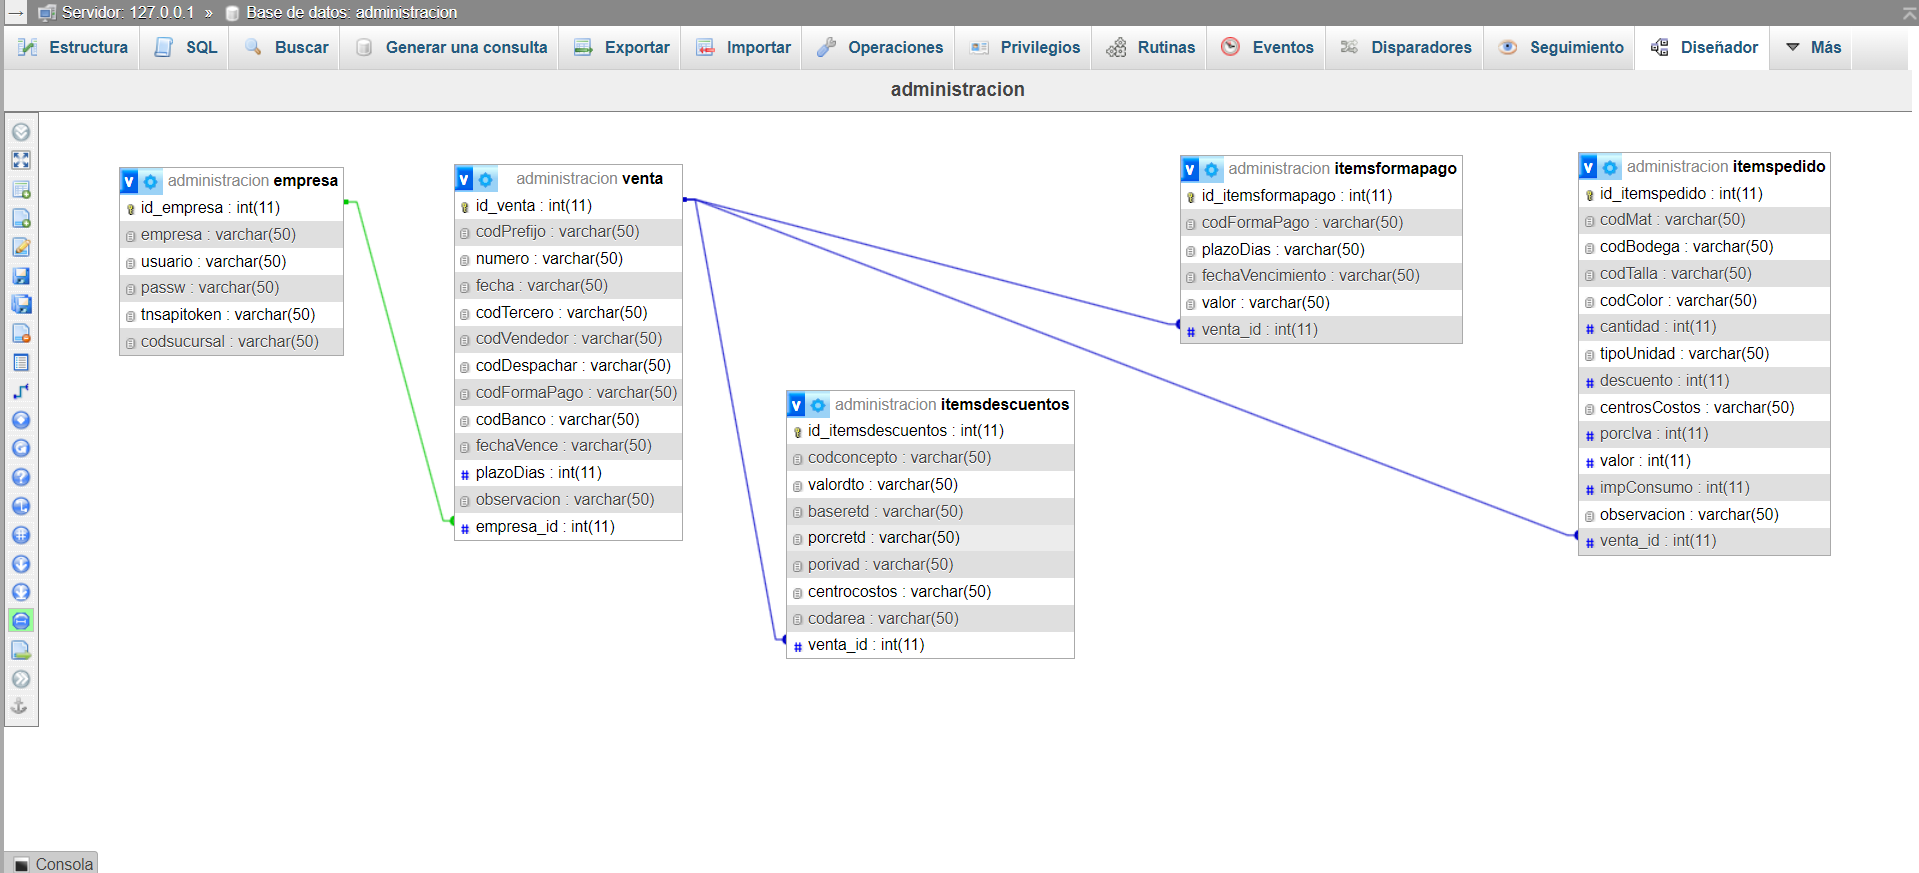 Servidor: 127.0.0.1 » Base de datos: administracion
Estructura SQL Buscar Generar una consulta Exportar Importar Operaciones Privilegios Rutinas Eventos Disparadores Seguimiento Diseñador Más
administracion
administracion empresa
id_empresa : int(11)
empresa : varchar(50)
usuario : varchar(50)
passw : varchar(50)
tnsapitoken : varchar(50)
codsucursal : varchar(50)
administracion venta
id_venta : int(11)
codPrefijo : varchar(50)
numero : varchar(50)
fecha : varchar(50)
codTercero : varchar(50)
codVendedor : varchar(50)
codDespachar : varchar(50)
codFormaPago : varchar(50)
codBanco : varchar(50)
fechaVence : varchar(50)
plazoDias : int(11)
observacion : varchar(50)
empresa_id : int(11)
administracion itemsdescuentos
id_itemsdescuentos : int(11)
codconcepto : varchar(50)
valordto : varchar(50)
baseretd : varchar(50)
porcretd : varchar(50)
porivad : varchar(50)
centrocostos : varchar(50)
codarea : varchar(50)
venta_id : int(11)
administracion itemsformapago
id_itemsformapago : int(11)
codFormaPago : varchar(50)
plazoDias : varchar(50)
fechaVencimiento : varchar(50)
valor : varchar(50)
venta_id : int(11)
administracion itemspedido
id_itemspedido : int(11)
codMat : varchar(50)
codBodega : varchar(50)
codTalla : varchar(50)
codColor : varchar(50)
cantidad : int(11)
tipoUnidad : varchar(50)
descuento : int(11)
centrosCostos : varchar(50)
porcIva : int(11)
valor : int(11)
impConsumo : int(11)
observacion : varchar(50)
venta_id : int(11)
Consola